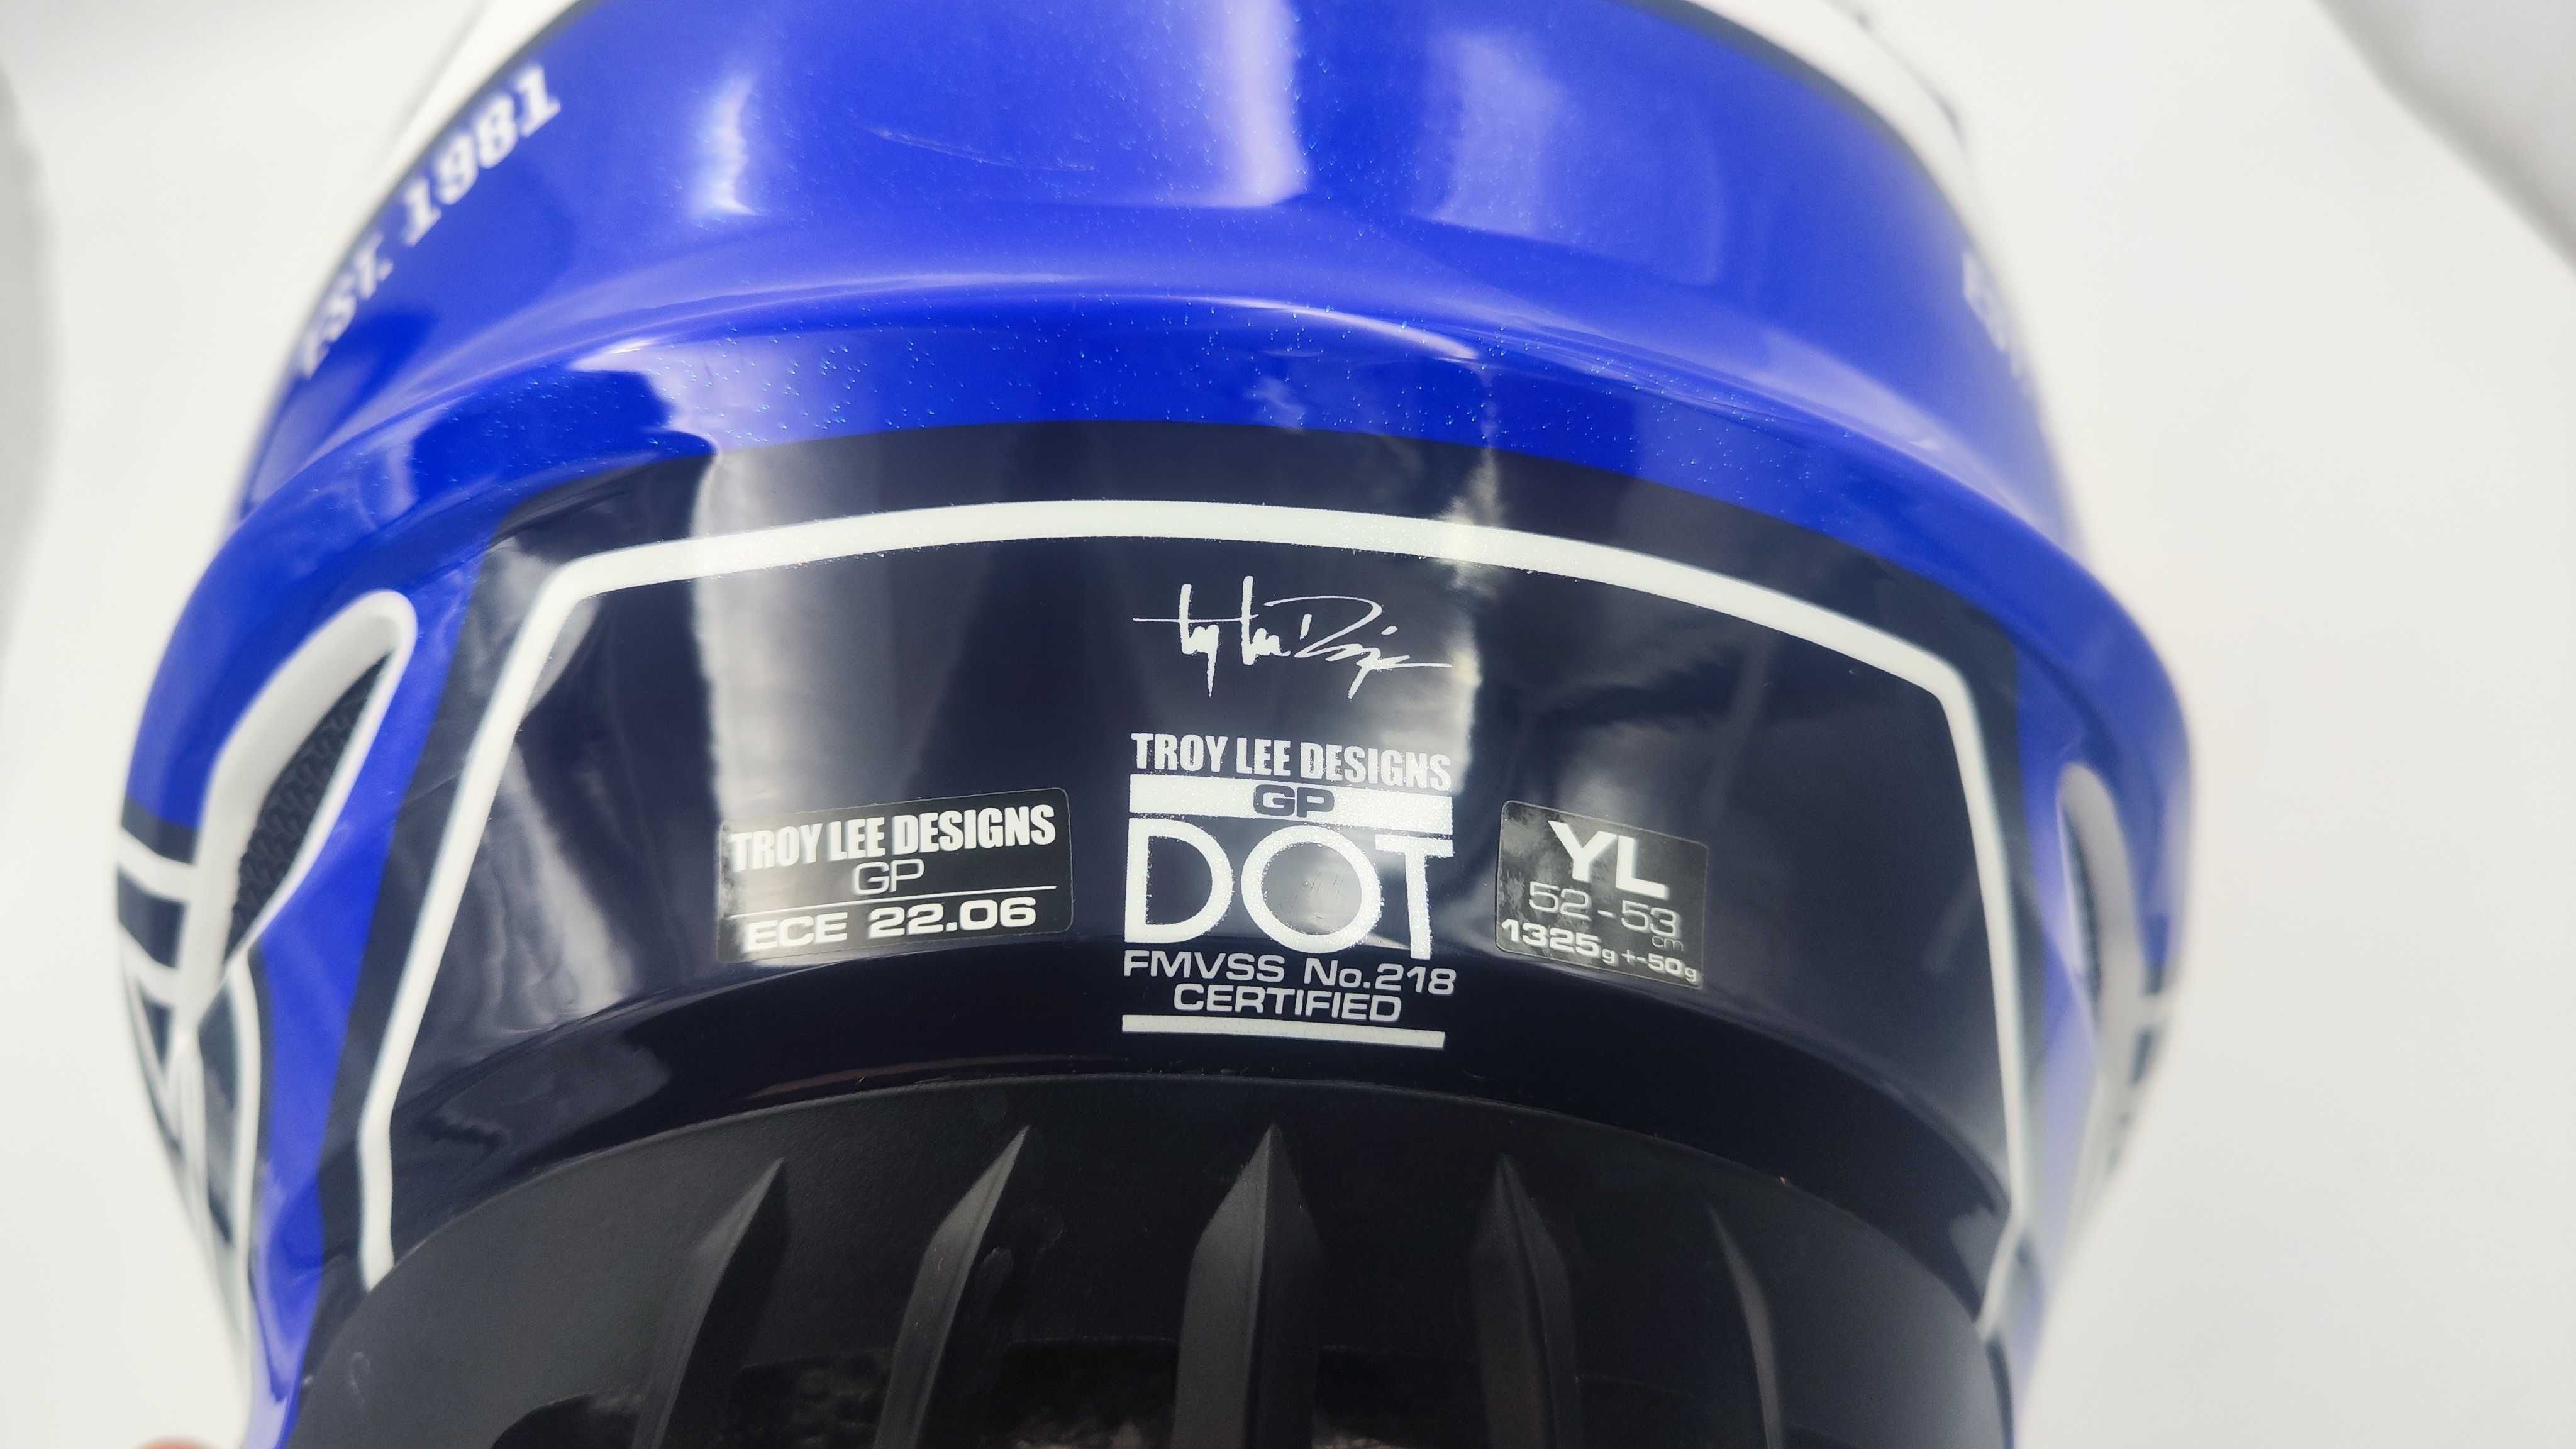 EST. 1981
TROY LEE DESIGNS
GP
DOT
FMVSS No.218
CERTIFIED
TROY LEE DESIGNS
GP
ECE 22.06
YL
52 - 53
cm
1325g +-50g